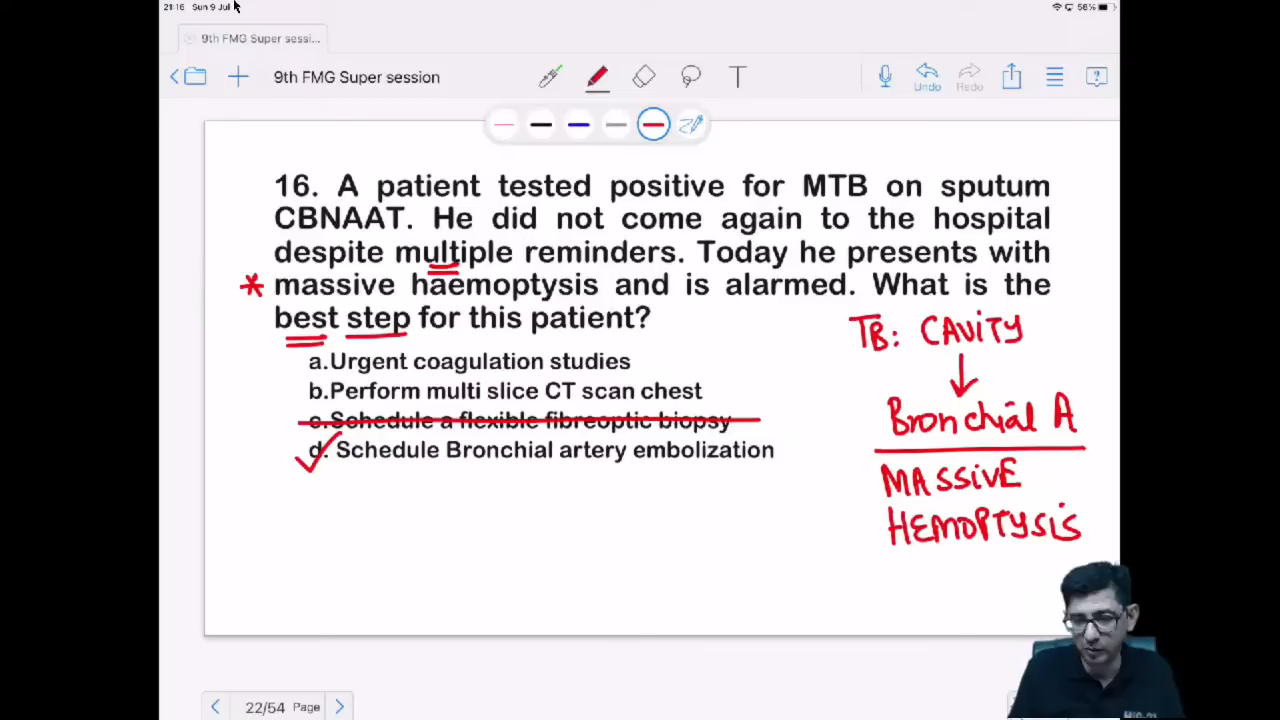 21:16 Sun 9 Jul
58%
9th FMG Super sessi...
9th FMG Super session
T
Undo
Redo
16. A patient tested positive for MTB on sputum
CBNAAT. He did not come again to the hospital
despite multiple reminders. Today he presents with
* massive haemoptysis and is alarmed. What is the
best step for this patient?
a.Urgent coagulation studies
b.Perform multi slice CT scan chest
c.Schedule a flexible fibreoptic biopsy
d. Schedule Bronchial artery embolization
TB: CAVITY
Bronchial A
MASSIVE
HEMOPTYSIS
22/54 Page